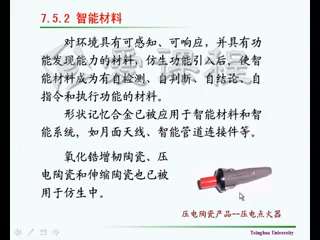 7.5.2 智能材料
对环境具有可感知、可响应，并具有功
能发现能力的材料，仿生功能引入后，使智
能材料成为有自检测、自判断、自结论、自
指令和执行功能的材料。
形状记忆合金已被应用于智能材料和智
能系统，如月面天线、智能管道连接件等。
氧化锆增韧陶瓷、压
电陶瓷和伸缩陶瓷也已被
用于仿生中。
压电陶瓷产品--压电点火器
Tsinghua University